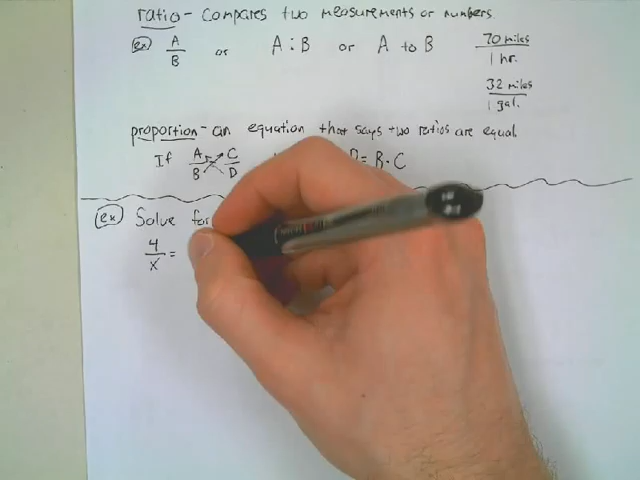 ratio - compares two measurements or numbers
ex A/B or A : B or A to B 70 miles / 1 hr.
32 miles / 1 gal.
proportion - an equation that says two ratios are equal
If A/B C/D = B · C
ex Solve for
4/x =